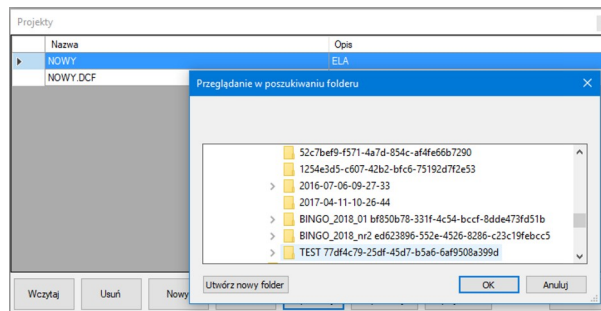 Projekty
Nazwa Opis
NOWY ELA
NOWY.DCF
Przeglądanie w poszukiwaniu folderu
52c7bef9-f571-4a7d-854c-af4fe66b7290
1254e3d5-c607-42b2-bfc6-75192d7f2e53
2016-07-06-09-27-33
2017-04-11-10-26-44
BINGO_2018_01 bf850b78-331f-4c54-bccf-8dde473fd51b
BINGO_2018_nr2 ed623896-552e-4526-8286-c23c19febcc5
TEST 77df4c79-25df-45d7-b5a6-6af9508a399d
Utwórz nowy folder OK Anuluj
Wczytaj Usuń Nowy